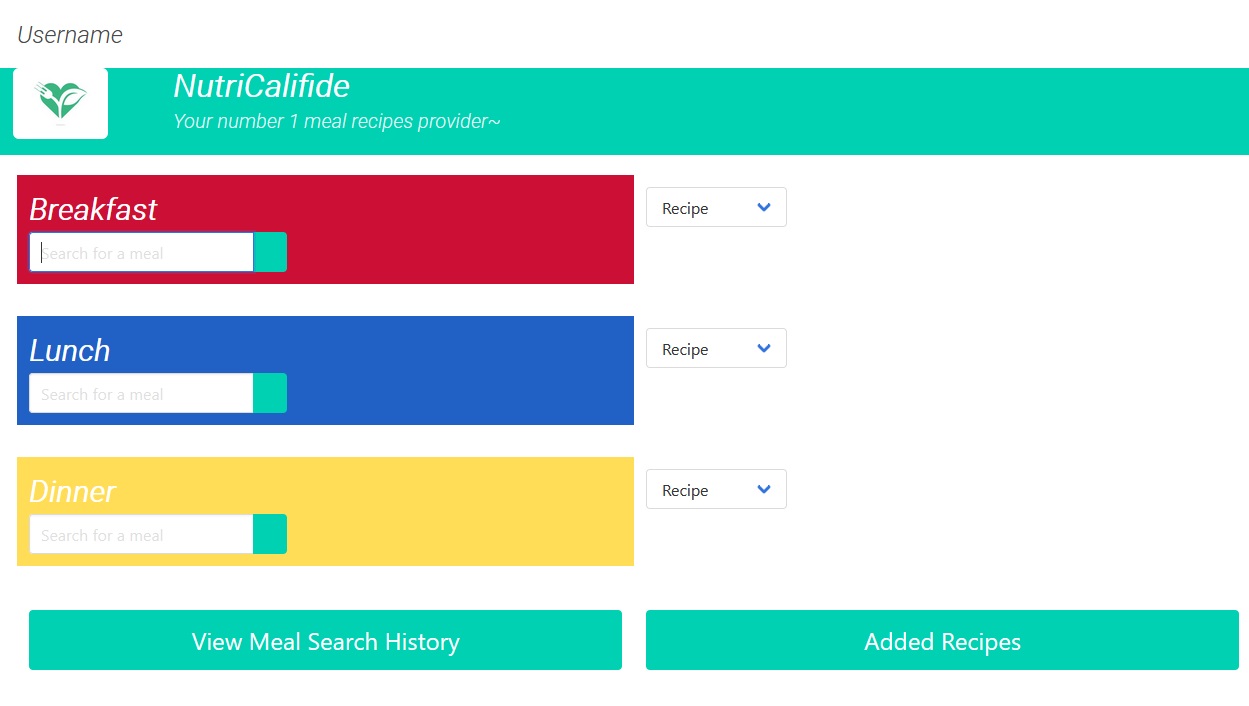 Username
NutriCalifide
Your number 1 meal recipes provider~
Breakfast
Recipe
Search for a meal
Lunch
Recipe
Search for a meal
Dinner
Recipe
Search for a meal
View Meal Search History
Added Recipes